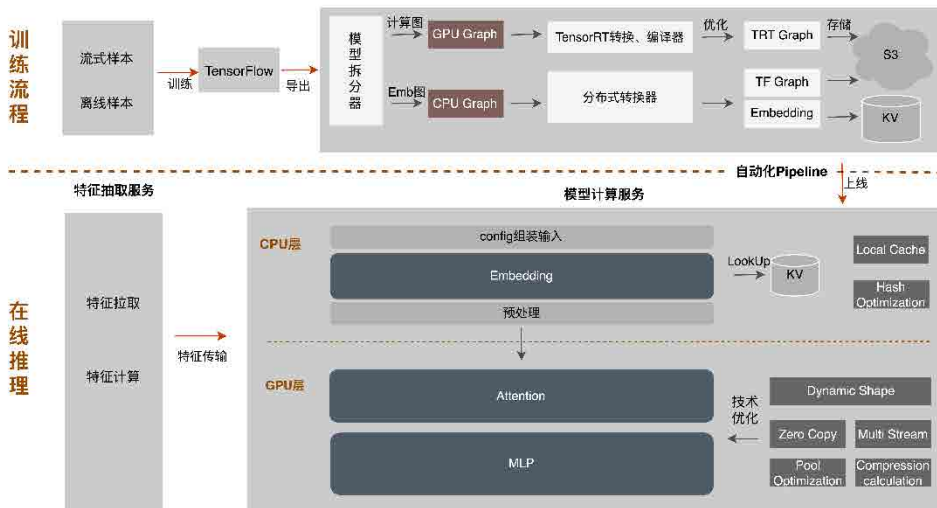 训练流程
流式样本
离线样本
训练
TensorFlow
导出
模型拆分器
计算图
GPU Graph
TensorRT转换、编译器
优化
TRT Graph
存储
S3
Emb图
CPU Graph
分布式转换器
TF Graph
Embedding
KV
自动化Pipeline
上线
在线推理
特征抽取服务
特征拉取
特征计算
特征传输
模型计算服务
CPU层
config组装输入
Embedding
预处理
LookUp
KV
Local Cache
Hash
Optimization
GPU层
Attention
MLP
技术
优化
Dynamic Shape
Zero Copy
Multi Stream
Pool
Optimization
Compression
calculation